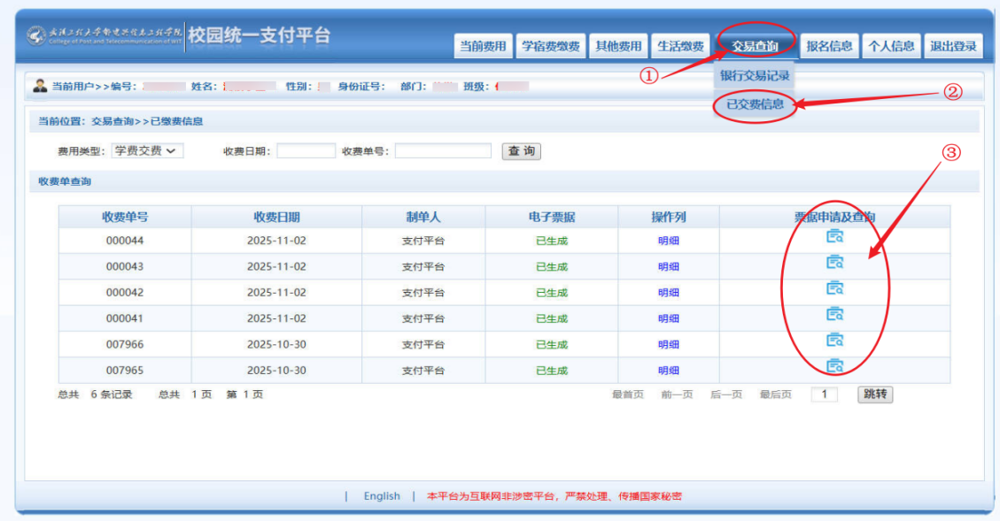 武汉工程大学邮电与信息工程学院 校园统一支付平台
College of Post and Telecommunication of WIT
当前费用 学宿费缴费 其他费用 生活缴费 交易查询 报名信息 个人信息 退出登录
① 银行交易记录
已交费信息 ②
当前用户>>编号: 姓名: 性别: 身份证号: 部门: 班级:
当前位置: 交易查询>>已缴费信息
费用类型: 学费交费 收费日期: 收费单号: 查 询
③
收费单查询
收费单号 收费日期 制单人 电子票据 操作列 票据申请及查询
000044 2025-11-02 支付平台 已生成 明细
000043 2025-11-02 支付平台 已生成 明细
000042 2025-11-02 支付平台 已生成 明细
000041 2025-11-02 支付平台 已生成 明细
007966 2025-10-30 支付平台 已生成 明细
007965 2025-10-30 支付平台 已生成 明细
总共 6 条记录 总共 1 页 第 1 页 最首页 前一页 后一页 最后页 1 跳转
| English | 本平台为互联网非涉密平台，严禁处理、传播国家秘密